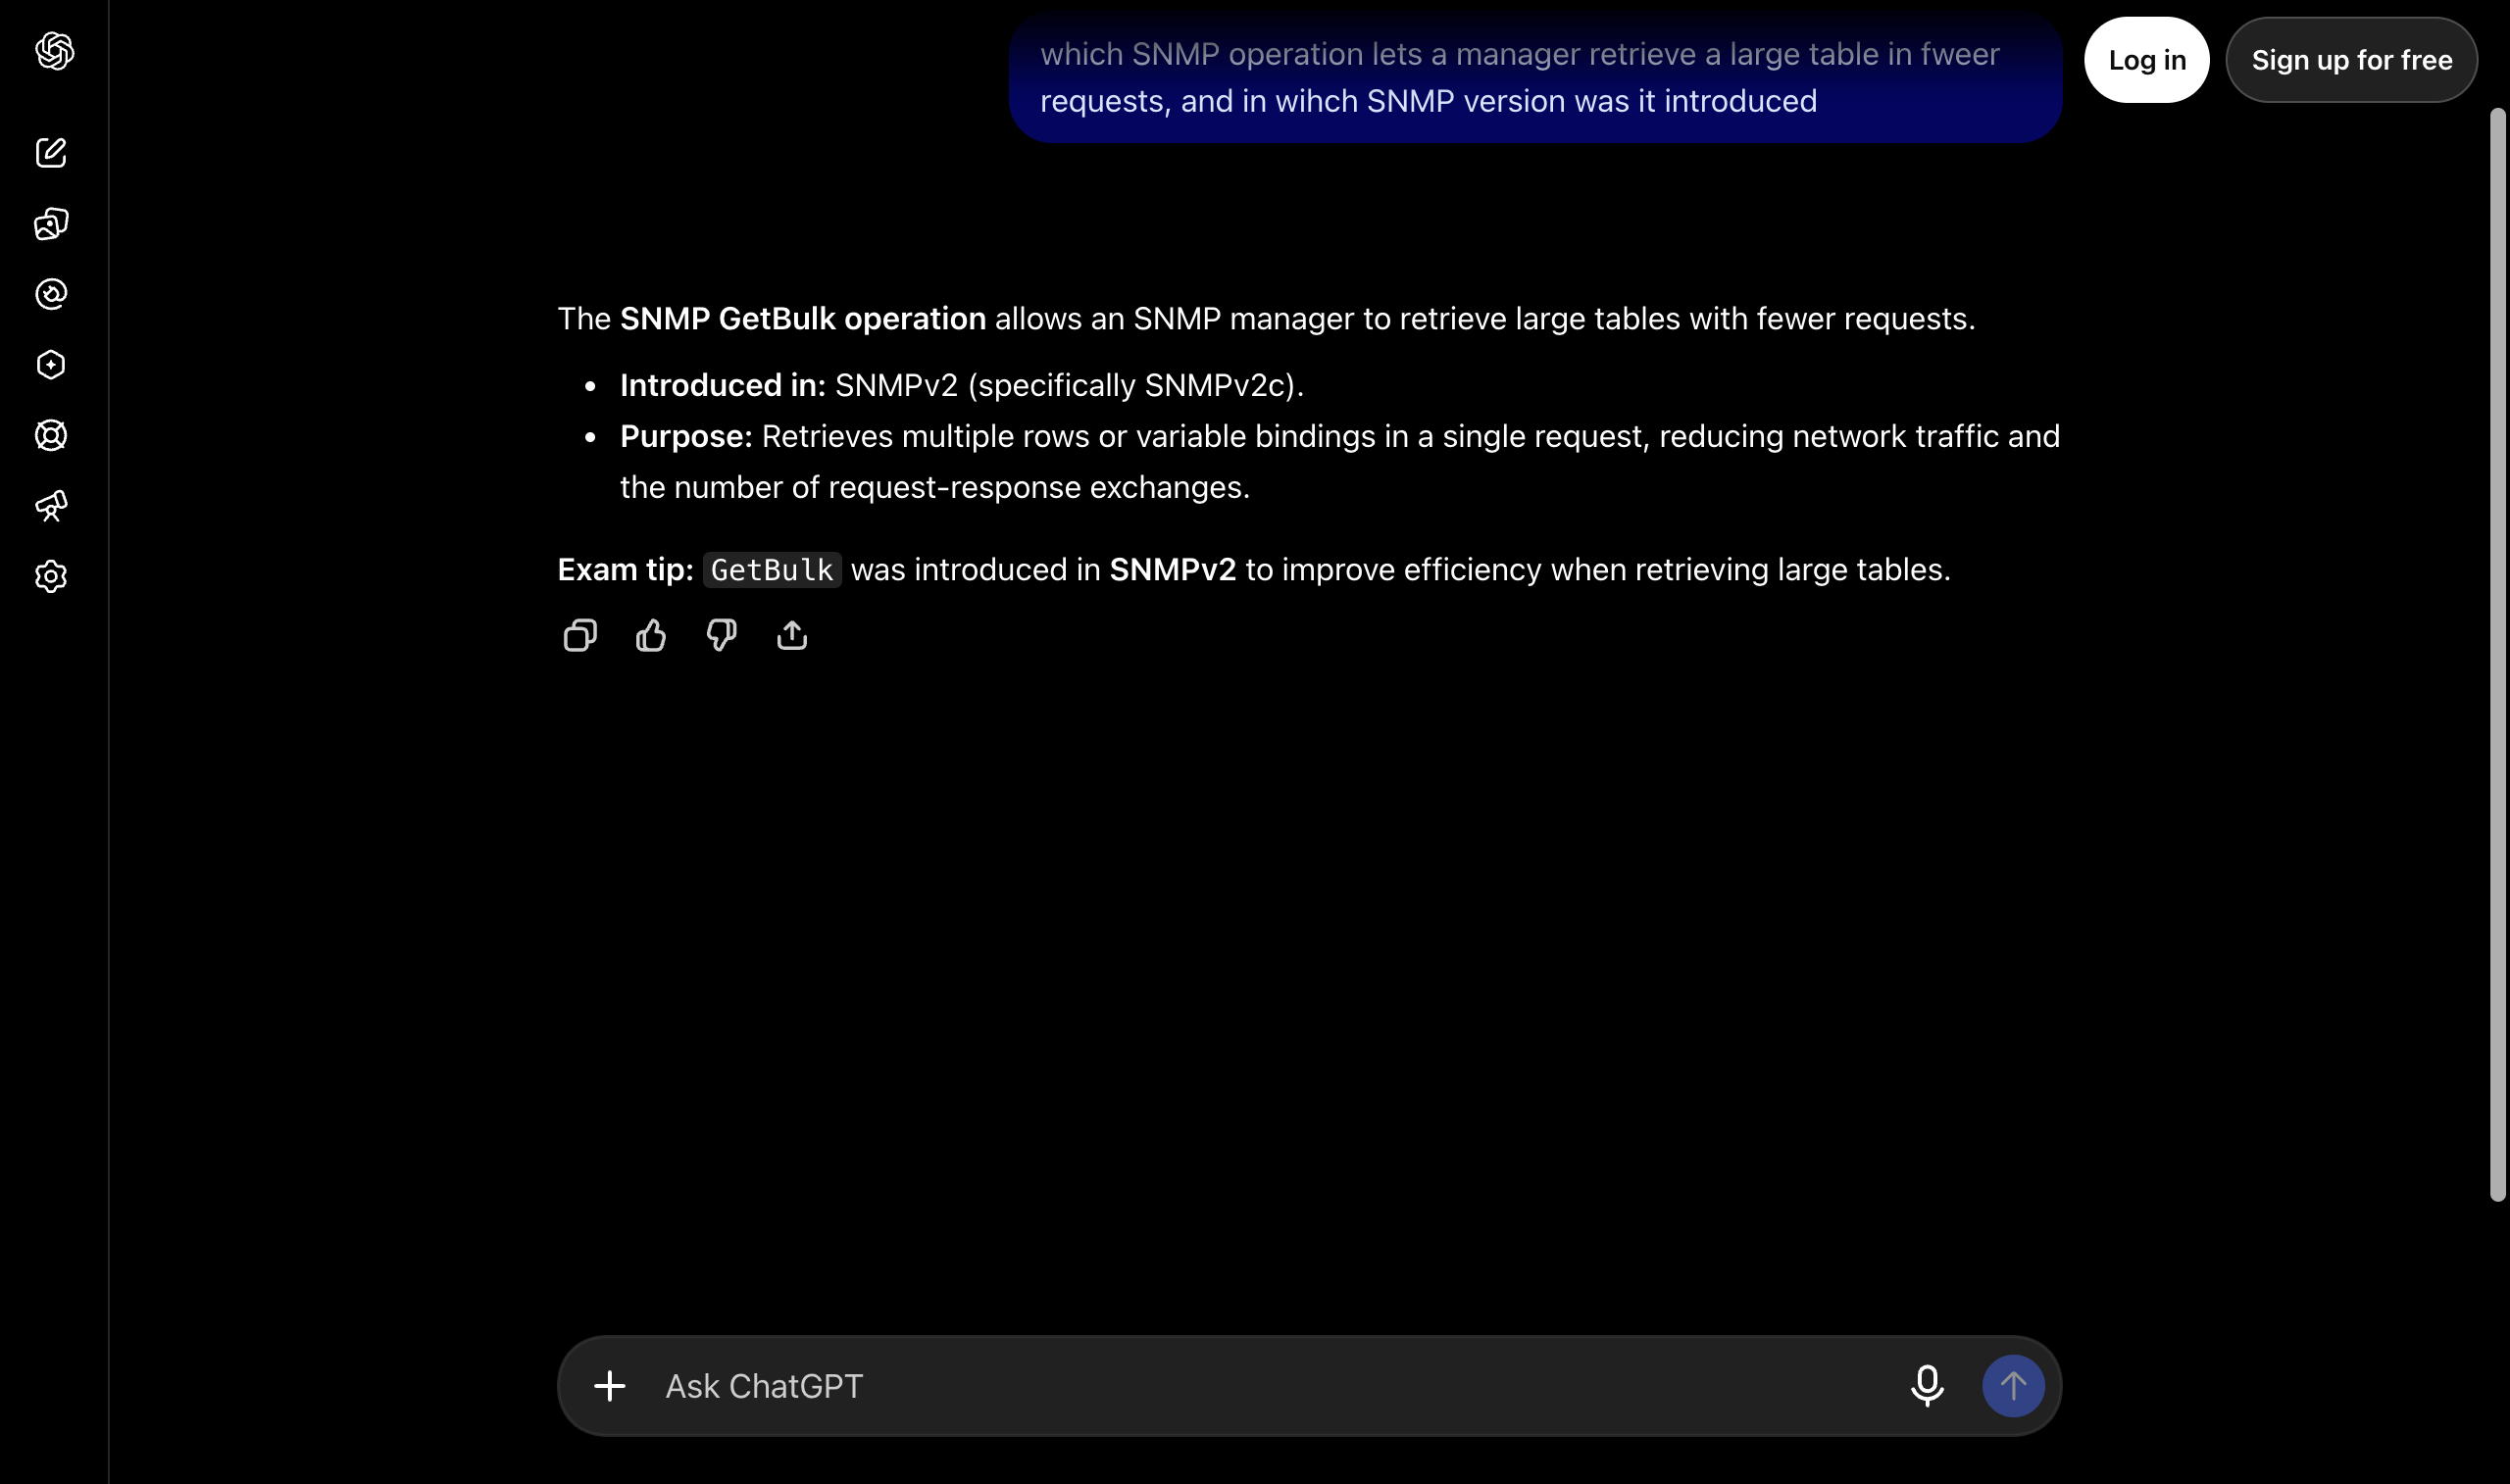 which SNMP operation lets a manager retrieve a large table in fweer
requests, and in wihch SNMP version was it introduced
Log in
Sign up for free
The SNMP GetBulk operation allows an SNMP manager to retrieve large tables with fewer requests.
• Introduced in: SNMPv2 (specifically SNMPv2c).
• Purpose: Retrieves multiple rows or variable bindings in a single request, reducing network traffic and
the number of request-response exchanges.
Exam tip: GetBulk was introduced in SNMPv2 to improve efficiency when retrieving large tables.
Ask ChatGPT